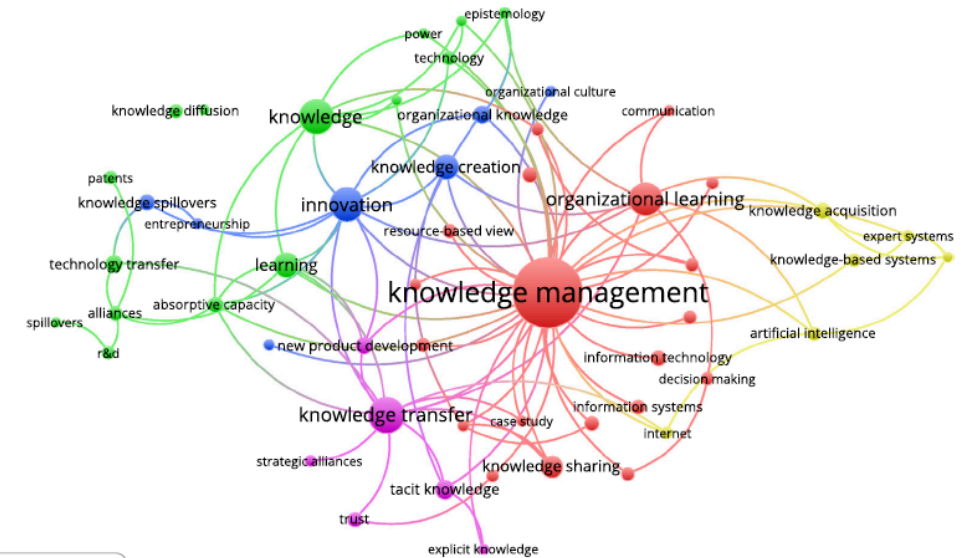 epistemology
power
technology
organizational culture
knowledge diffusion
knowledge
organizational knowledge
communication
knowledge creation
patents
knowledge spillovers
innovation
organizational learning
knowledge acquisition
entrepreneurship
resource-based view
expert systems
technology transfer
learning
knowledge-based systems
knowledge management
absorptive capacity
alliances
spillovers
artificial intelligence
r&d
new product development
information technology
decision making
knowledge transfer
information systems
case study
internet
strategic alliances
knowledge sharing
tacit knowledge
trust
explicit knowledge